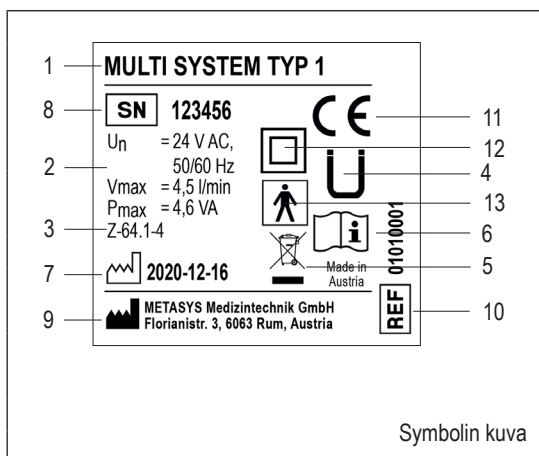 1 MULTI SYSTEM TYP 1
8 SN 123456 CE 11
Un = 24 V AC, 12
50/60 Hz Ü 4
2
Vmax = 4,5 l/min 13
Pmax = 4,6 VA
3 Z-64.1-4 i 6
7 2020-12-16 Made in 5
Austria
01010001
REF 10
9 METASYS Medizintechnik GmbH
Florianistr. 3, 6063 Rum, Austria
Symbolin kuva